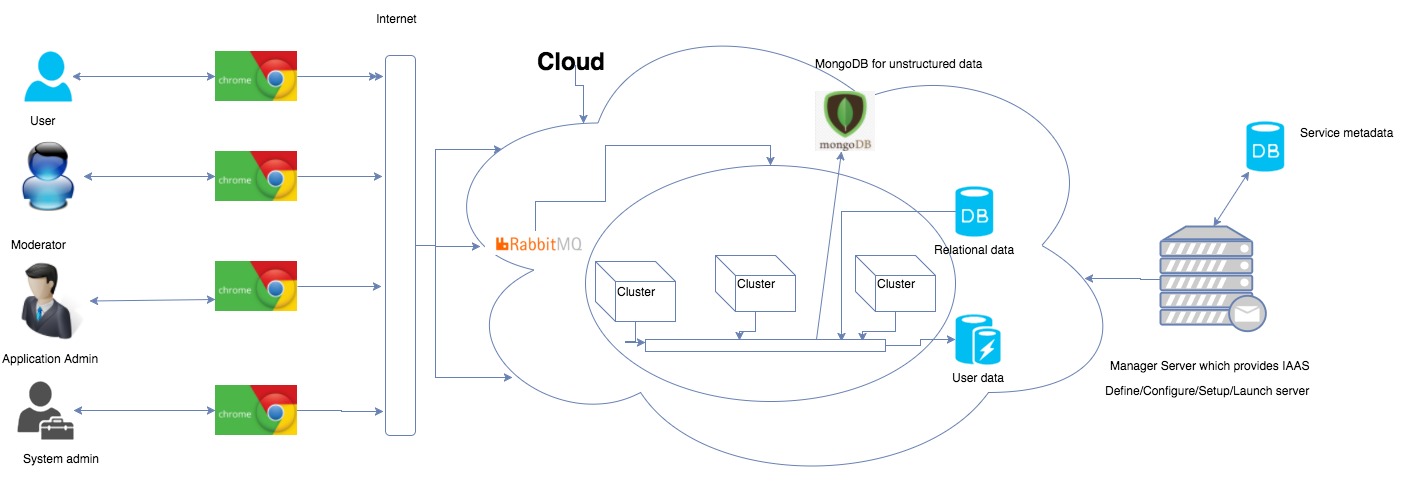 Internet
Cloud
MongoDB for unstructured data
chrome
User
mongoDB
Service metadata
DB
chrome
Moderator
RabbitMQ
DB
Relational data
chrome
Cluster
Cluster
Cluster
Application Admin
User data
Manager Server which provides IAAS
Define/Configure/Setup/Launch server
chrome
System admin